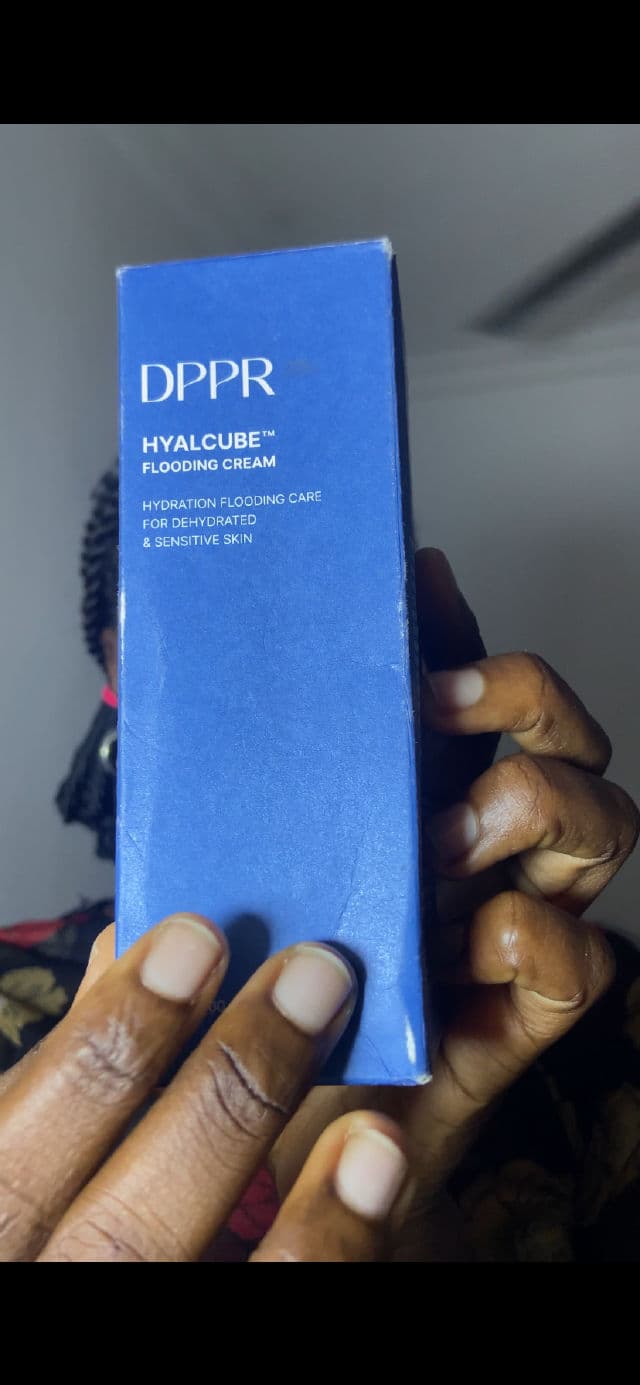 DPPR
HYALCUBE™
FLOODING CREAM
HYDRATION FLOODING CARE
FOR DEHYDRATED
& SENSITIVE SKIN